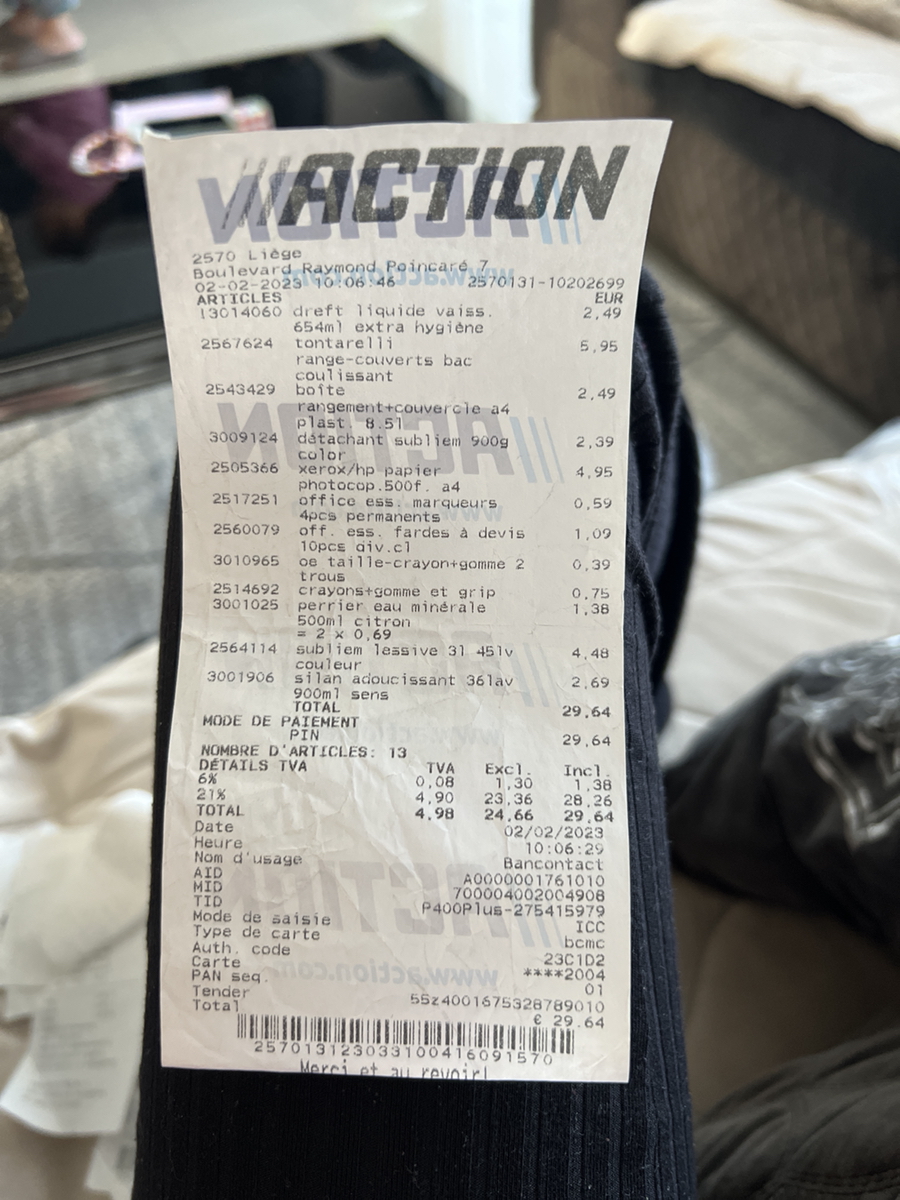 ACTION
2570 Liège
Boulevard Raymond Poincaré 7
02-02-2023 10:06:46 2570131-10202699
ARTICLES EUR
13014060 dreft liquide vaiss. 2,49
654ml extra hygiène
2567624 tontarelli 5,95
range-couverts bac
coulissant
2543429 boîte 2,49
rangement+couvercle a4
plast. 8.5l
3009124 détachant subliem 900g 2,39
color
2505366 xerox/hp papier 4,95
photocop.500f. a4
2517251 office ess. marqueurs 0,59
4pcs permanents
2560079 off. ess. fardes à devis 1,09
10pcs div.cl
3010965 oe taille-crayon+gomme 2 0,39
trous
2514692 crayons+gomme et grip 0,75
3001025 perrier eau minérale 1,38
500ml citron
= 2 x 0,69
2564114 subliem lessive 3l 45lv 4,48
couleur
3001906 silan adoucissant 36lav 2,69
900ml sens
TOTAL 29,64
MODE DE PAIEMENT
PIN 29,64
NOMBRE D'ARTICLES: 13
DÉTAILS TVA TVA Excl. Incl.
6% 0,08 1,30 1,38
21% 4,90 23,36 28,26
TOTAL 4,98 24,66 29,64
Date 02/02/2023
Heure 10:06:29
Nom d'usage Bancontact
AID A0000001761010
MID 700004002004908
TID P400Plus-275415979
Mode de saisie ICC
Type de carte bcmc
Auth. code 23C1D2
Carte ****2004
PAN seq. 01
Tender 5Sz4001675328789010
Total € 29.64
257013123033100416091570
Merci et au revoir!